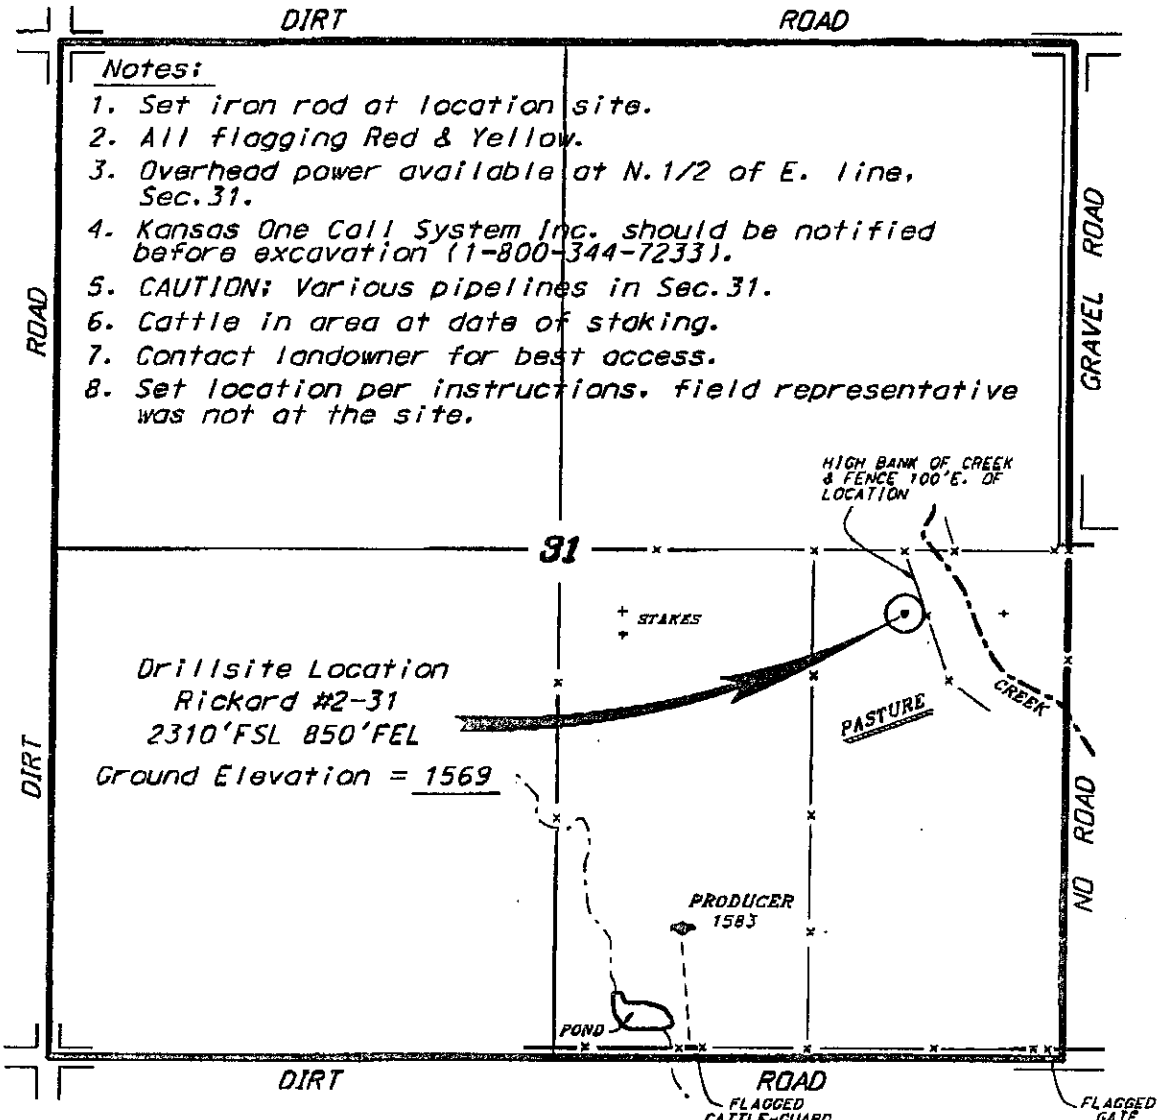 DIRT ROAD
Notes:
1. Set iron rod at location site.
2. All flagging Red & Yellow.
3. Overhead power available at N. 1/2 of E. line,
Sec. 31.
4. Kansas One Call System Inc. should be notified
before excavation (1-800-344-7233).
5. CAUTION: Various pipelines in Sec. 31.
6. Cattle in area at date of staking.
7. Contact landowner for best access.
8. Set location per instructions, field representative
was not at the site.
ROAD
GRAVEL ROAD
HIGH BANK OF CREEK
& FENCE 100'E. OF
LOCATION
31
STAKES
Drillsite Location
Rickard #2-31
2310'FSL 850'FEL
Ground Elevation = 1569
PASTURE
CREEK
DIRT
NO ROAD
PRODUCER
1583
POND
DIRT ROAD
FLAGGED
CATTLE-GUARD
FLAGGED
GATE